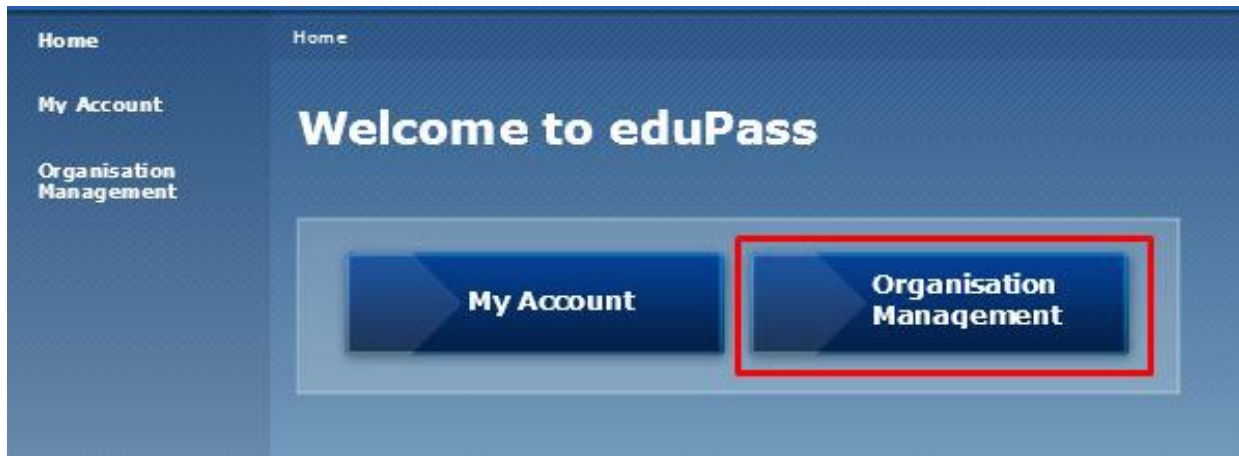 Home
My Account
Organisation
Management
Home
Welcome to eduPass
My Account
Organisation
Management